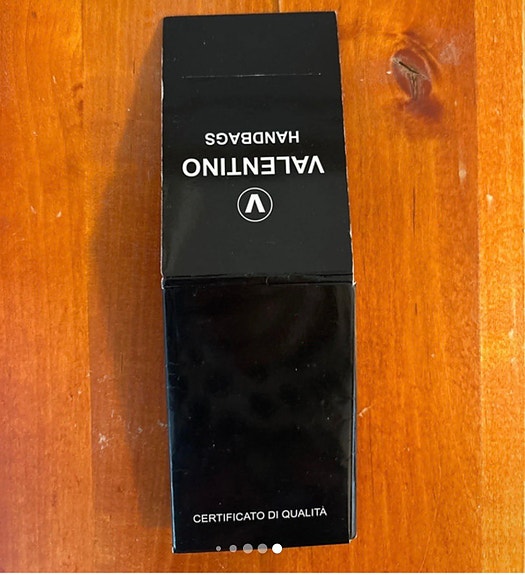 HANDBAGS
VALENTINO
V
CERTIFICATO DI QUALITÀ